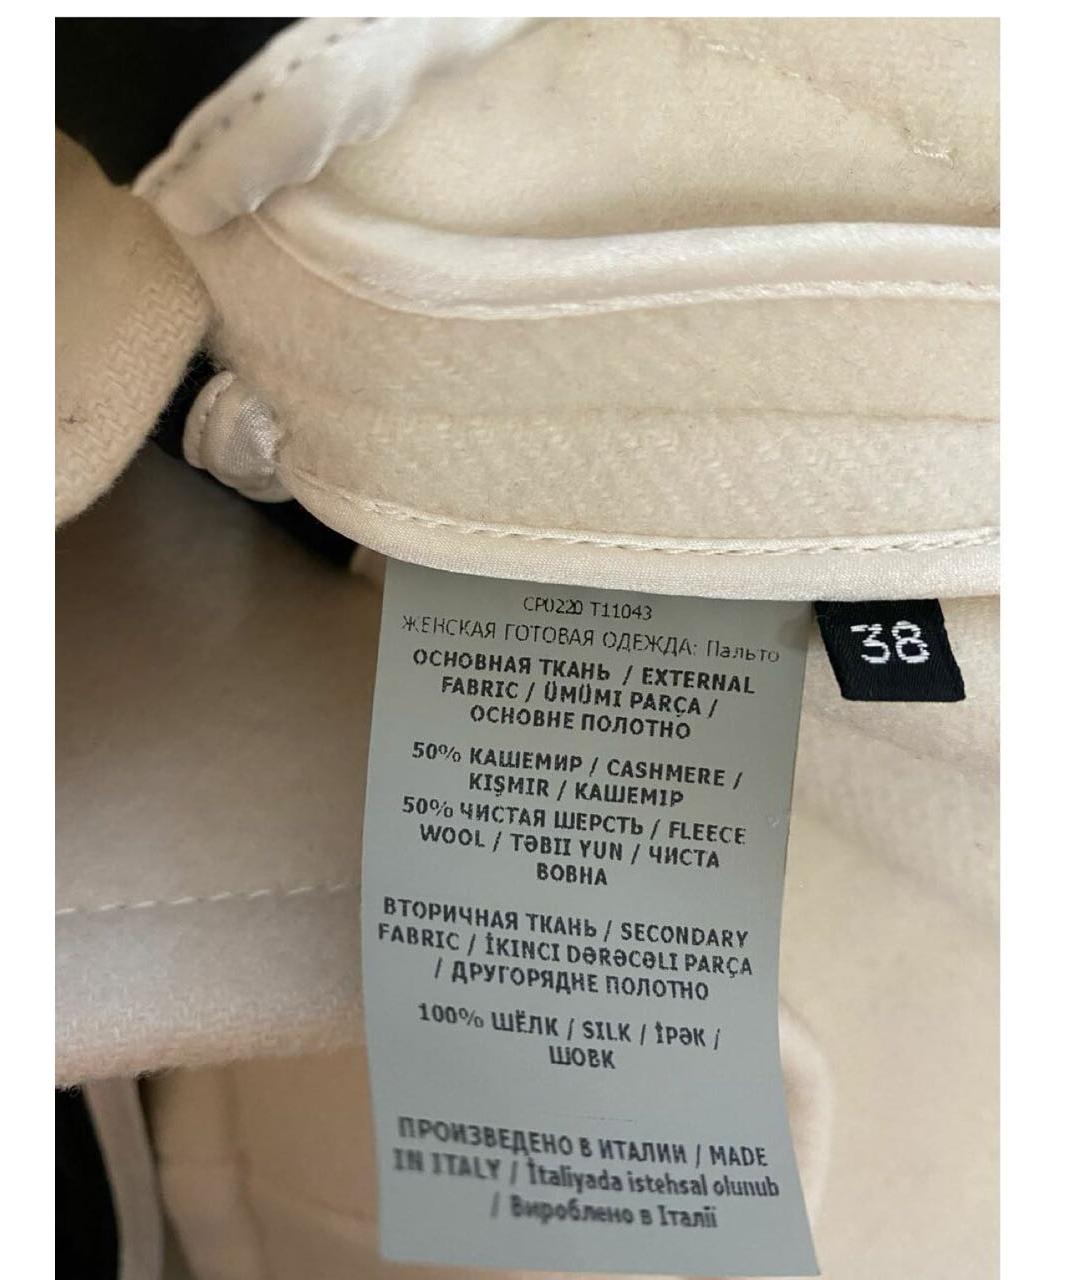 CP0220 T11043
ЖЕНСКАЯ ГОТОВАЯ ОДЕЖДА: Пальто
ОСНОВНАЯ ТКАНЬ / EXTERNAL
FABRIC / ÜMÜMI PARÇA /
ОСНОВНЕ ПОЛОТНО
50% КАШЕМИР / CASHMERE /
KIŞMIR / КАШЕМІР
50% ЧИСТАЯ ШЕРСТЬ / FLEECE
WOOL / TƏBII YUN / ЧИСТА
ВОВНА
ВТОРИЧНАЯ ТКАНЬ / SECONDARY
FABRIC / İKINCI DƏRƏCƏLI PARÇA
/ ДРУГОРЯДНЕ ПОЛОТНО
100% ШЁЛК / SILK / İPƏK /
ШОВК
ПРОИЗВЕДЕНО В ИТАЛИИ / MADE
IN ITALY / İtaliyada istehsal olunub
/ Вироблено в Італії
38